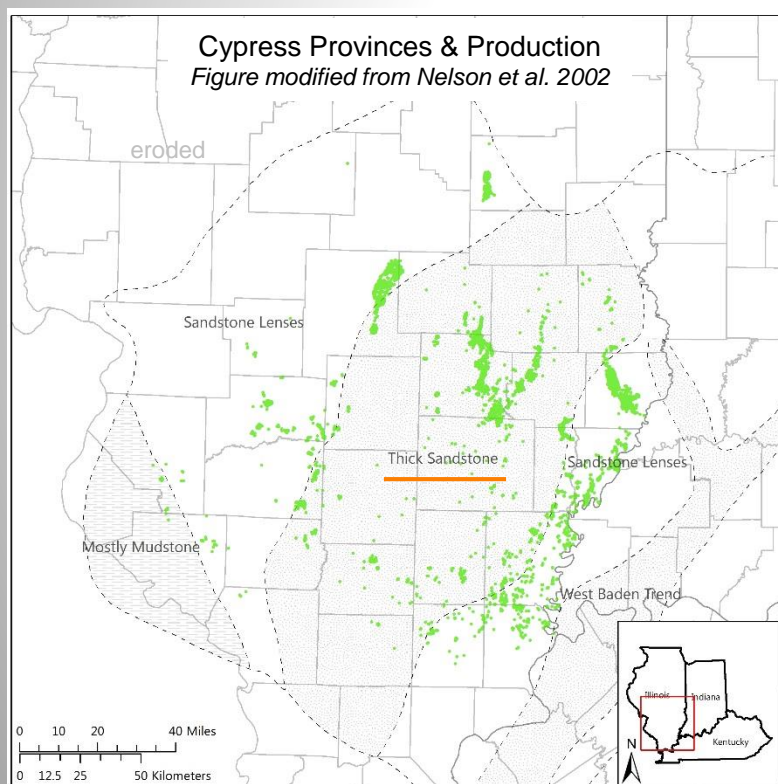 Cypress Provinces & Production
Figure modified from Nelson et al. 2002
eroded
Sandstone Lenses
Thick Sandstone
Sandstone Lenses
Mostly Mudstone
West Baden Trend
0 10 20 40 Miles
0 12.5 25 50 Kilometers
Illinois
Indiana
Kentucky
N